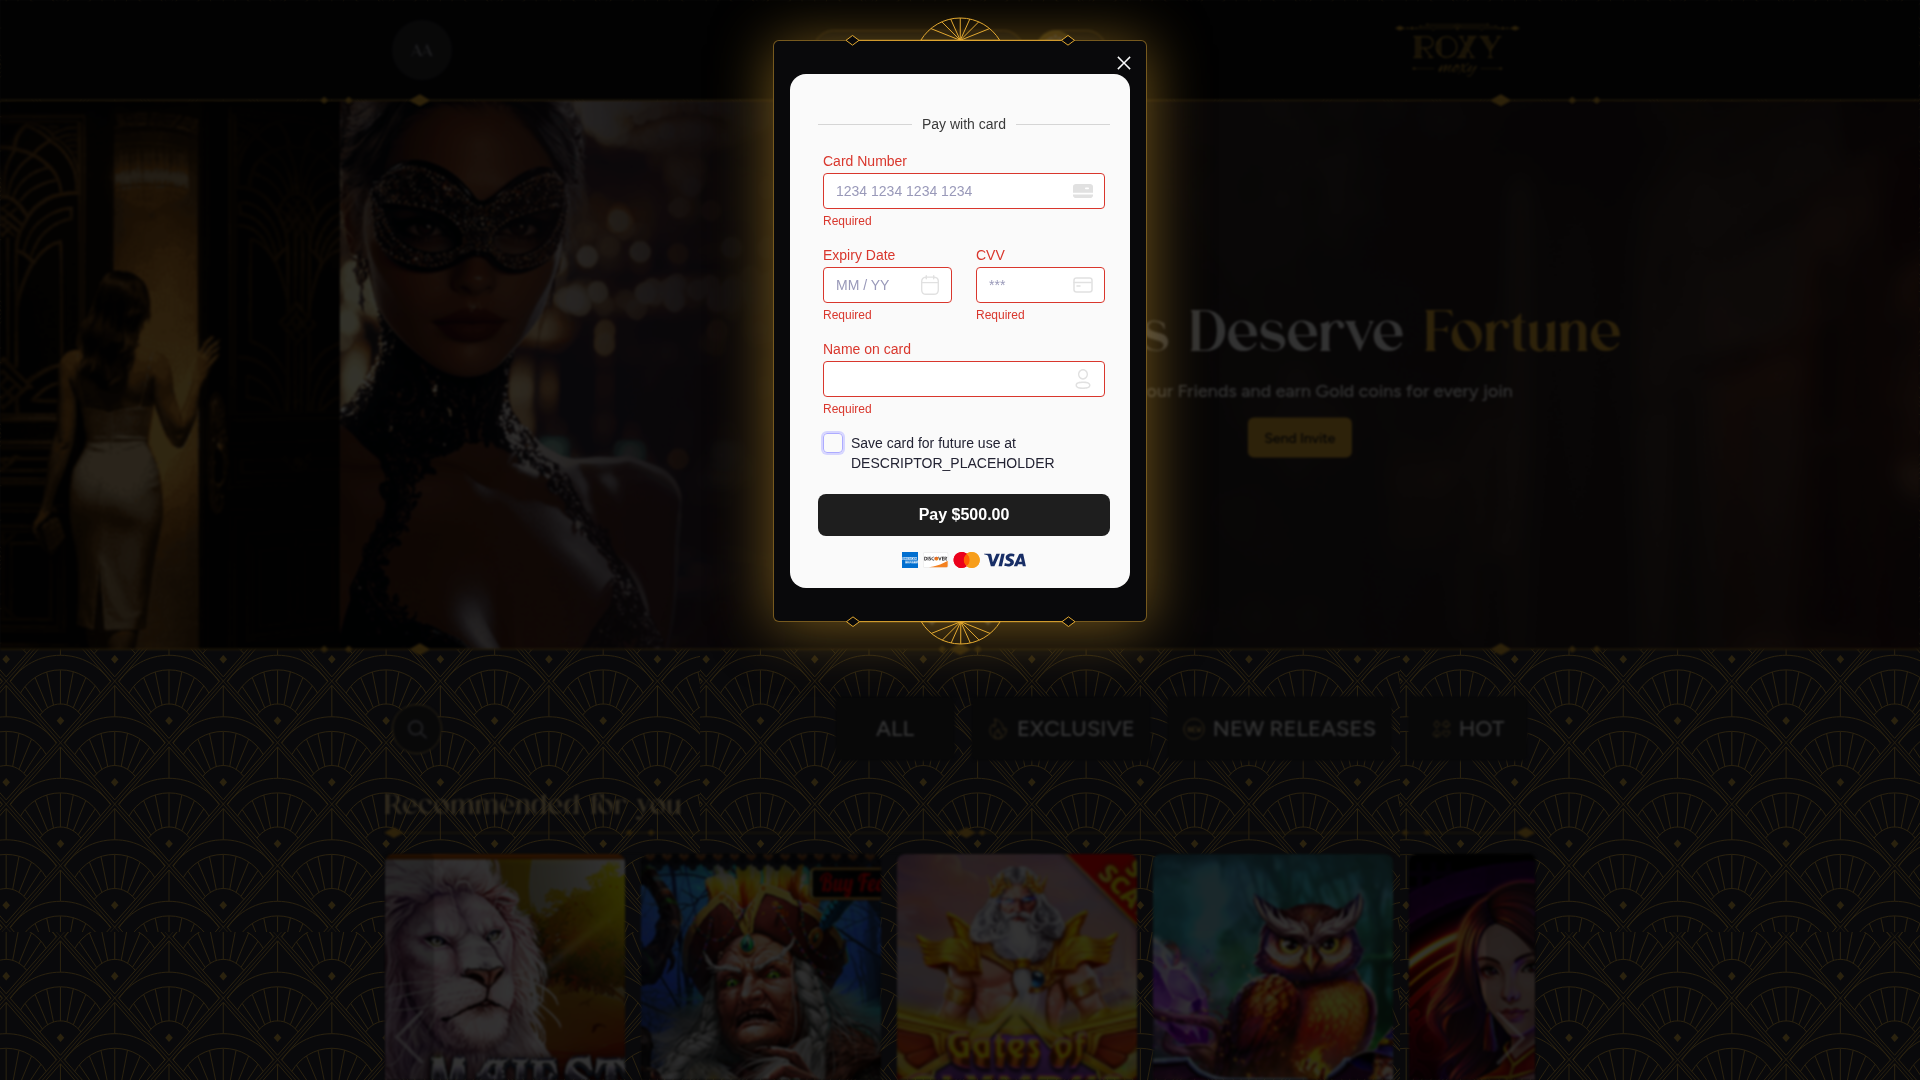 AA
ROXY
moxy
Pay with card
Card Number
1234 1234 1234 1234
Required
Expiry Date
CVV
MM / YY
***
Required
Required
Name on card
Required
Save card for future use at
DESCRIPTOR_PLACEHOLDER
Pay $500.00
DISCOVER
VISA
s Deserve Fortune
our Friends and earn Gold coins for every join
Send Invite
ALL
EXCLUSIVE
NEW RELEASES
HOT
Recommended for you
Buy Fe
SCA
MAJEST
Gates of